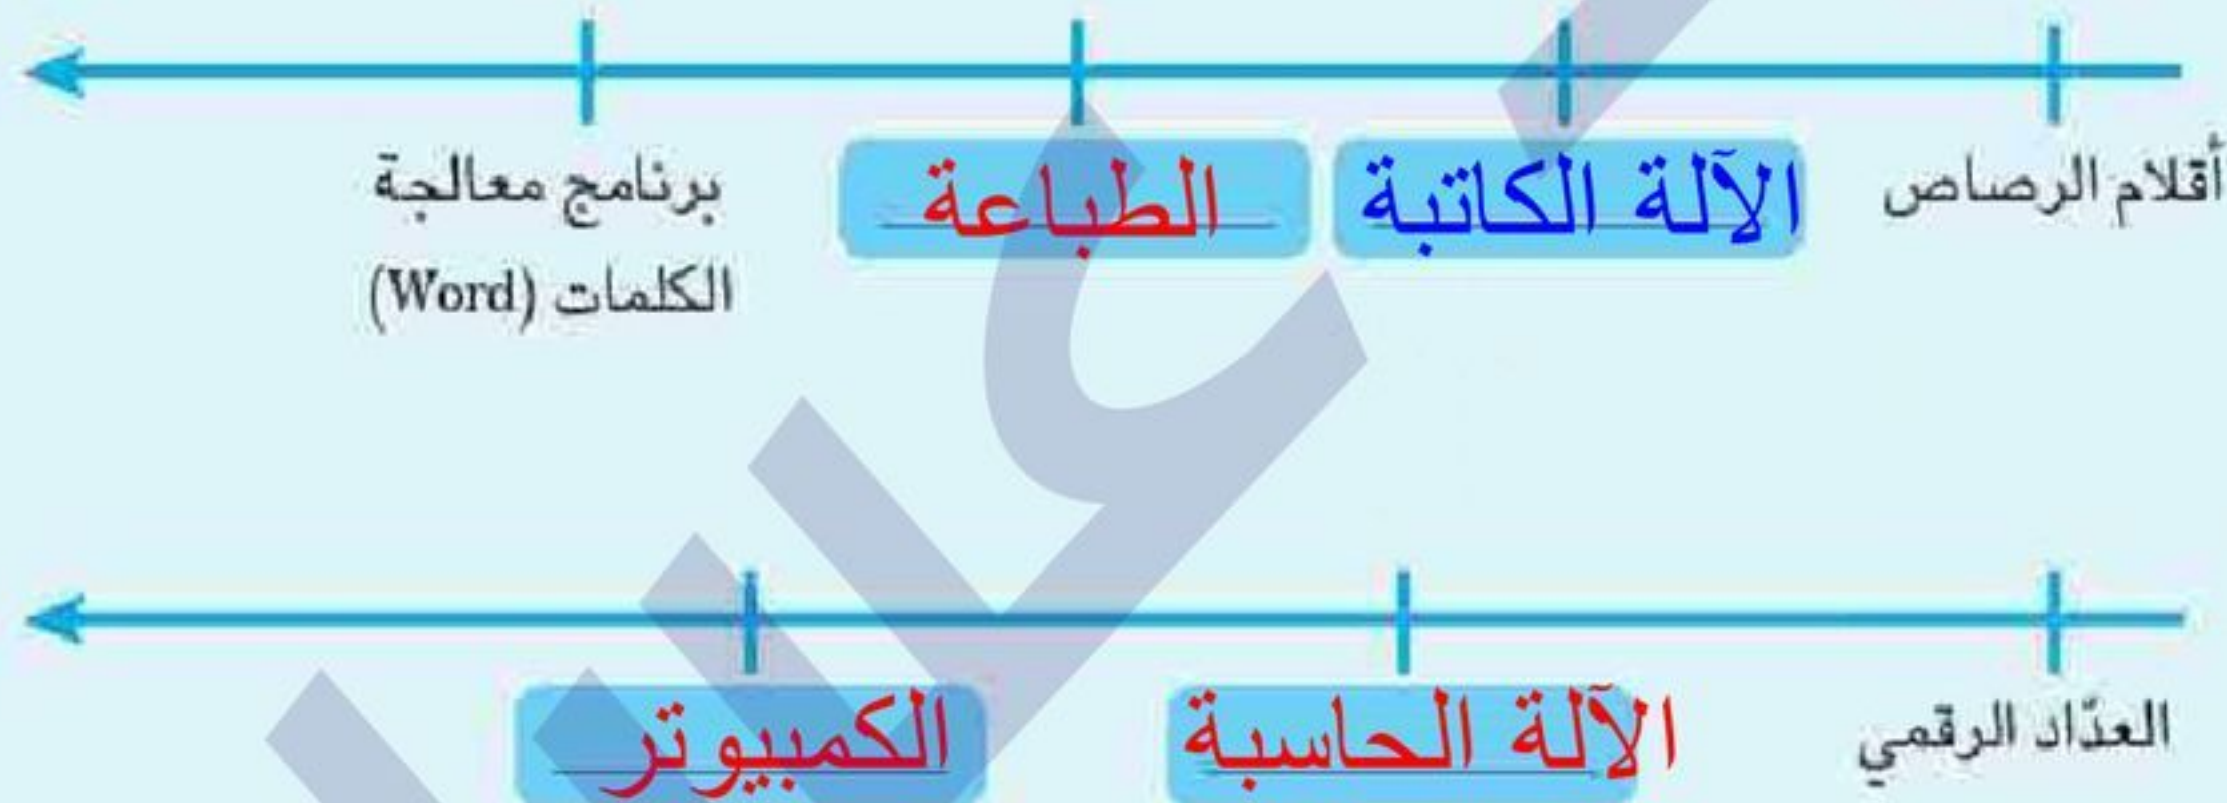 أقلام الرصاص
الآلة الكاتبة
الطباعة
برنامج معالجة
الكلمات (Word)
العدّاد الرقمي
الآلة الحاسبة
الكمبيوتر